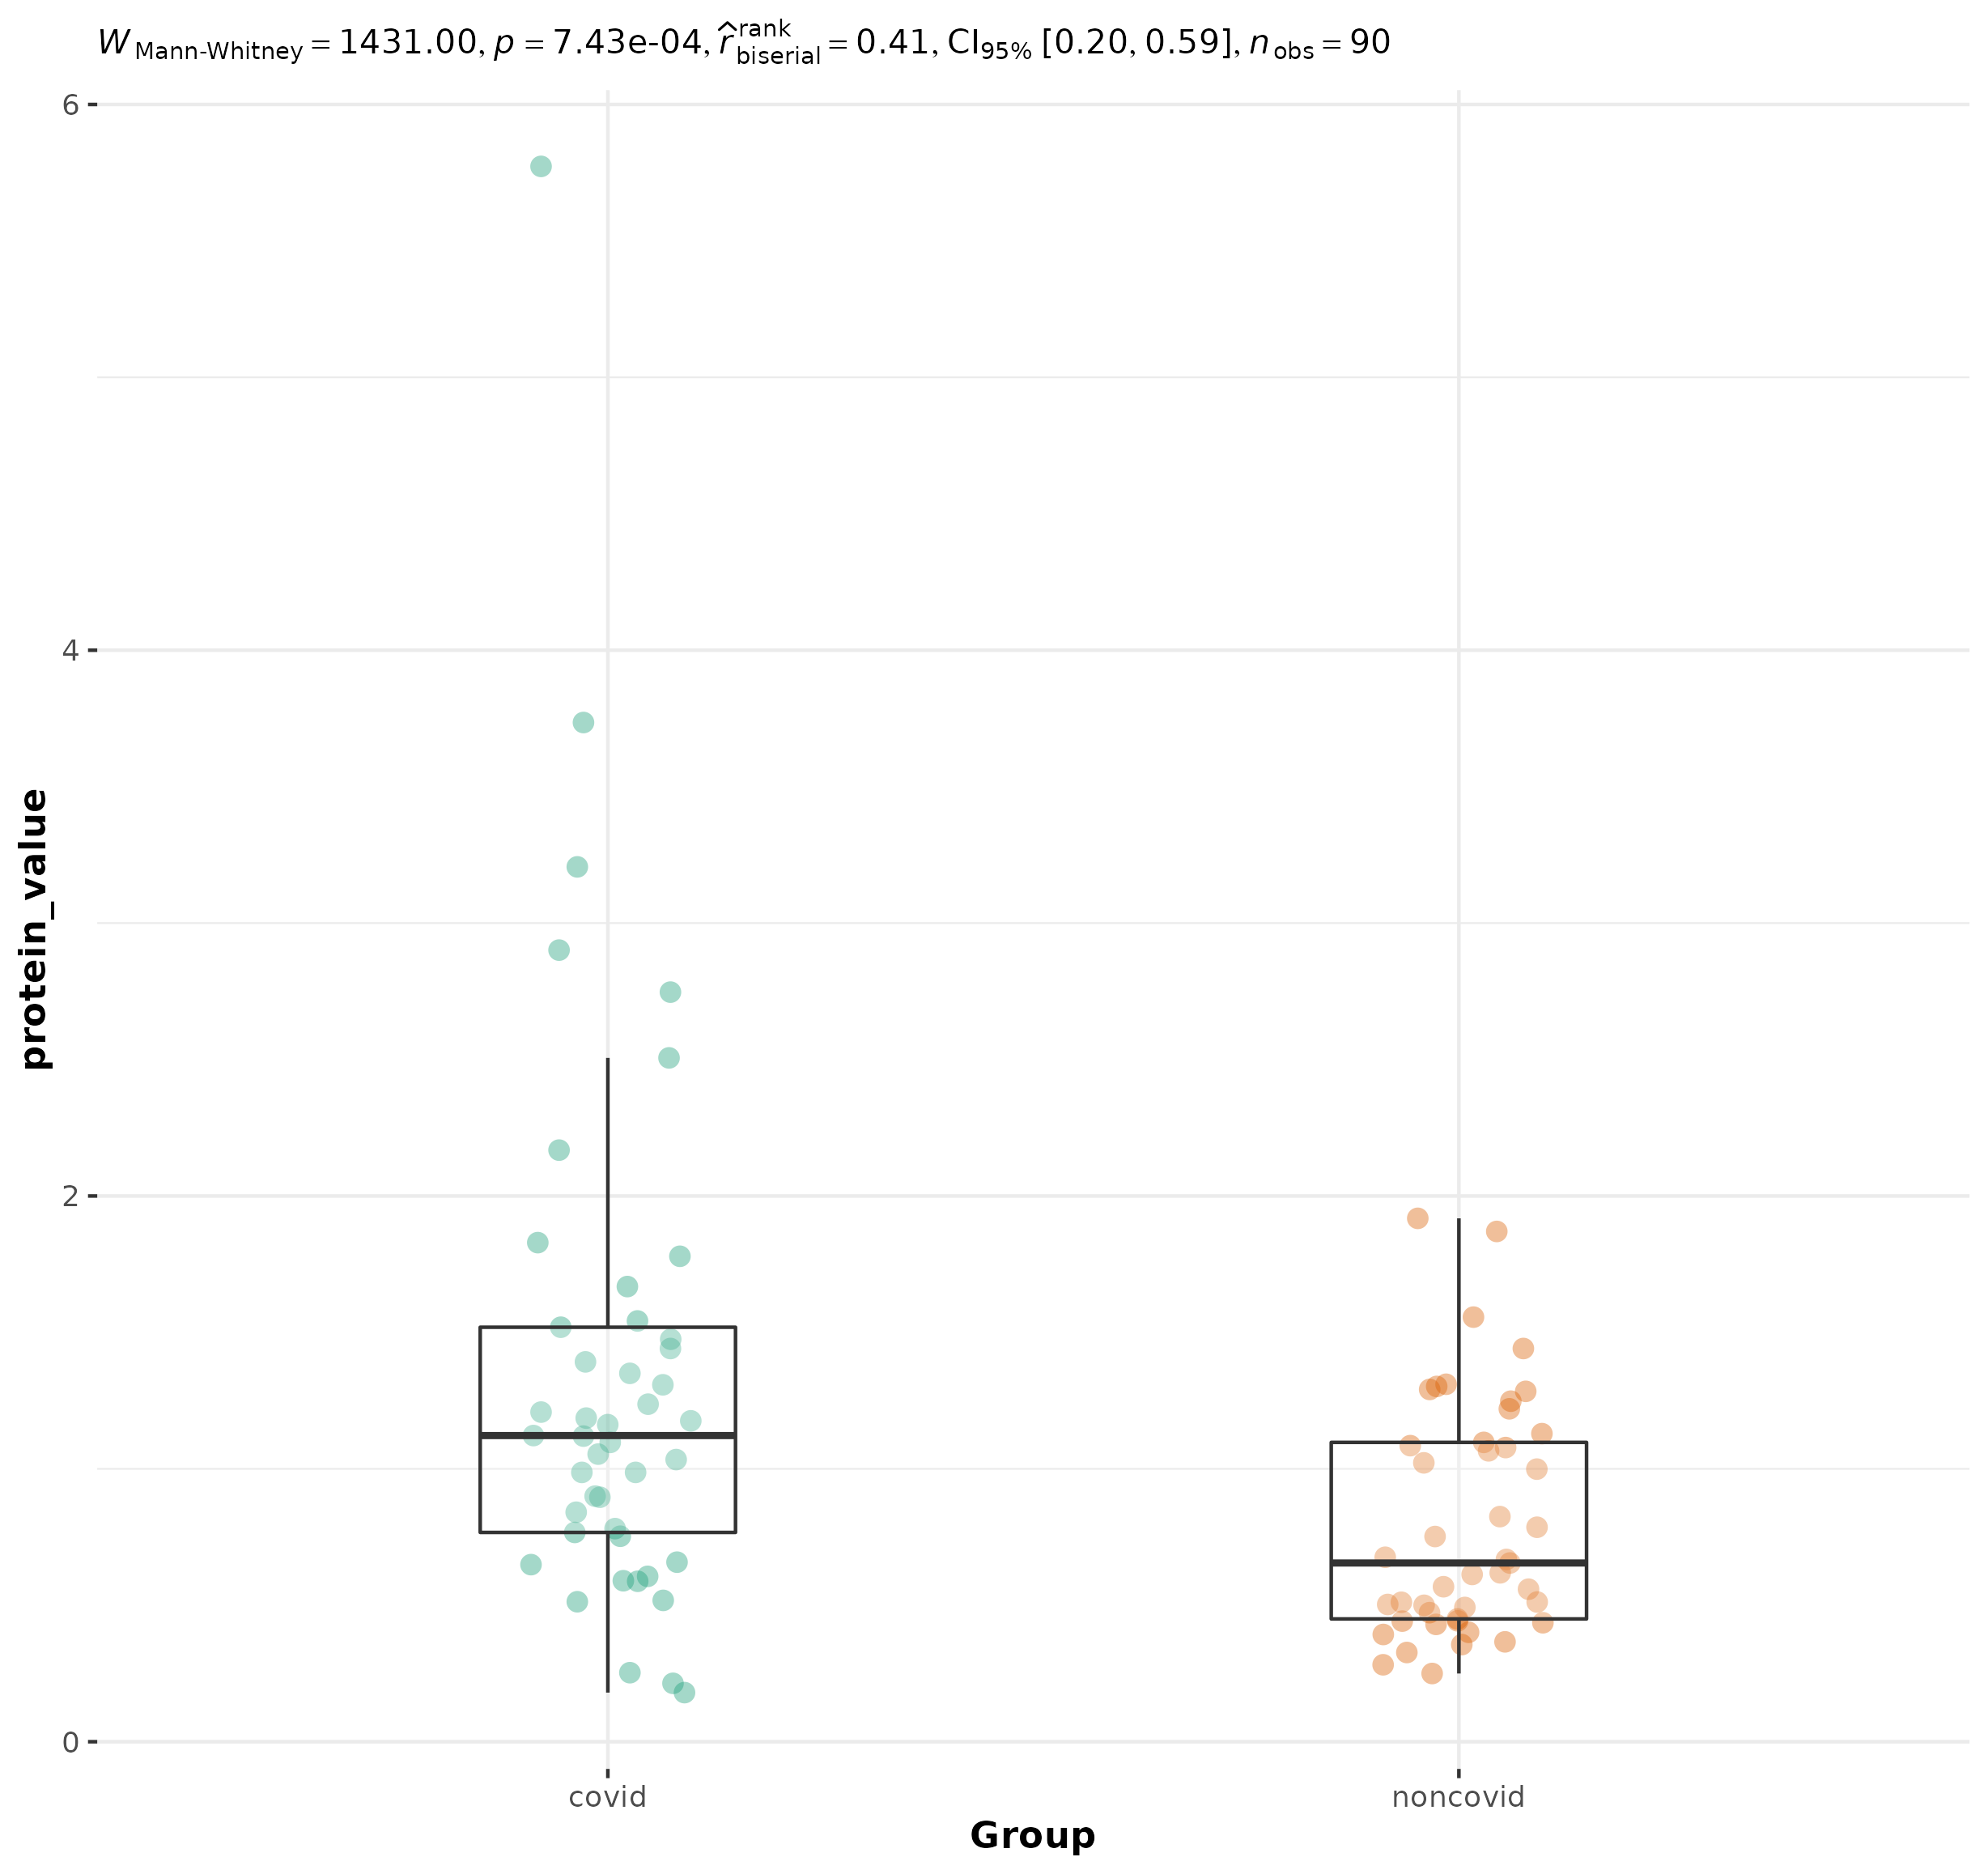 W Mann-Whitney = 1431.00, p = 7.43e-04, r̂ rank biserial = 0.41, CI95% [0.20, 0.59], nobs = 90
6
4
2
0
protein_value
covid noncovid
Group